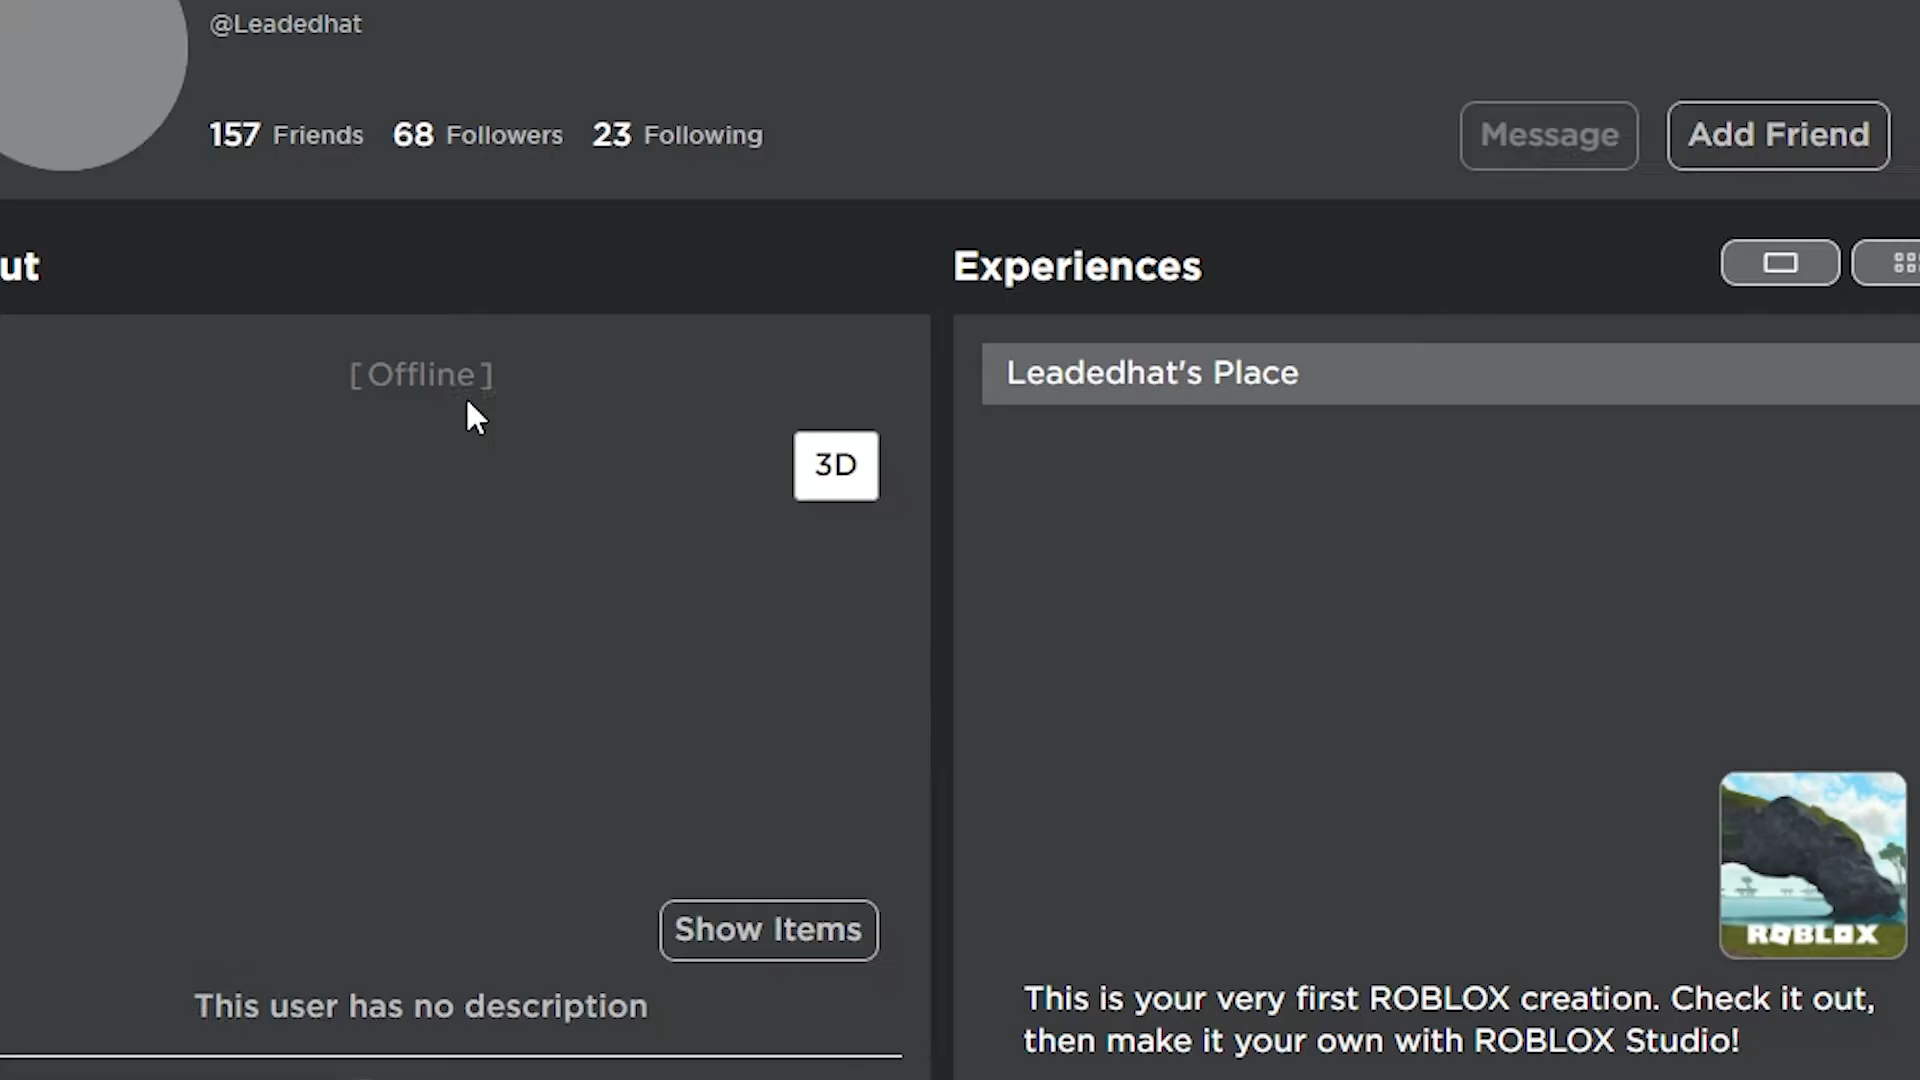 @Leadedhat
157 Friends 68 Followers 23 Following
Message
Add Friend
ut
Experiences
[ Offline ]
3D
Show Items
This user has no description
Leadedhat's Place
ROBLOX
This is your very first ROBLOX creation. Check it out,
then make it your own with ROBLOX Studio!